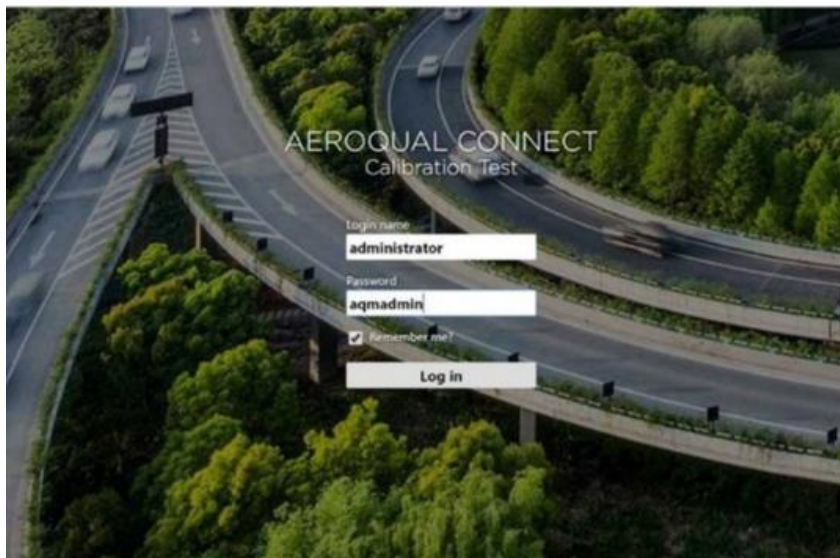 AEROQUAL CONNECT
Calibration Test
Login name
administrator
Password
aqmadmin
Remember me?
Log in